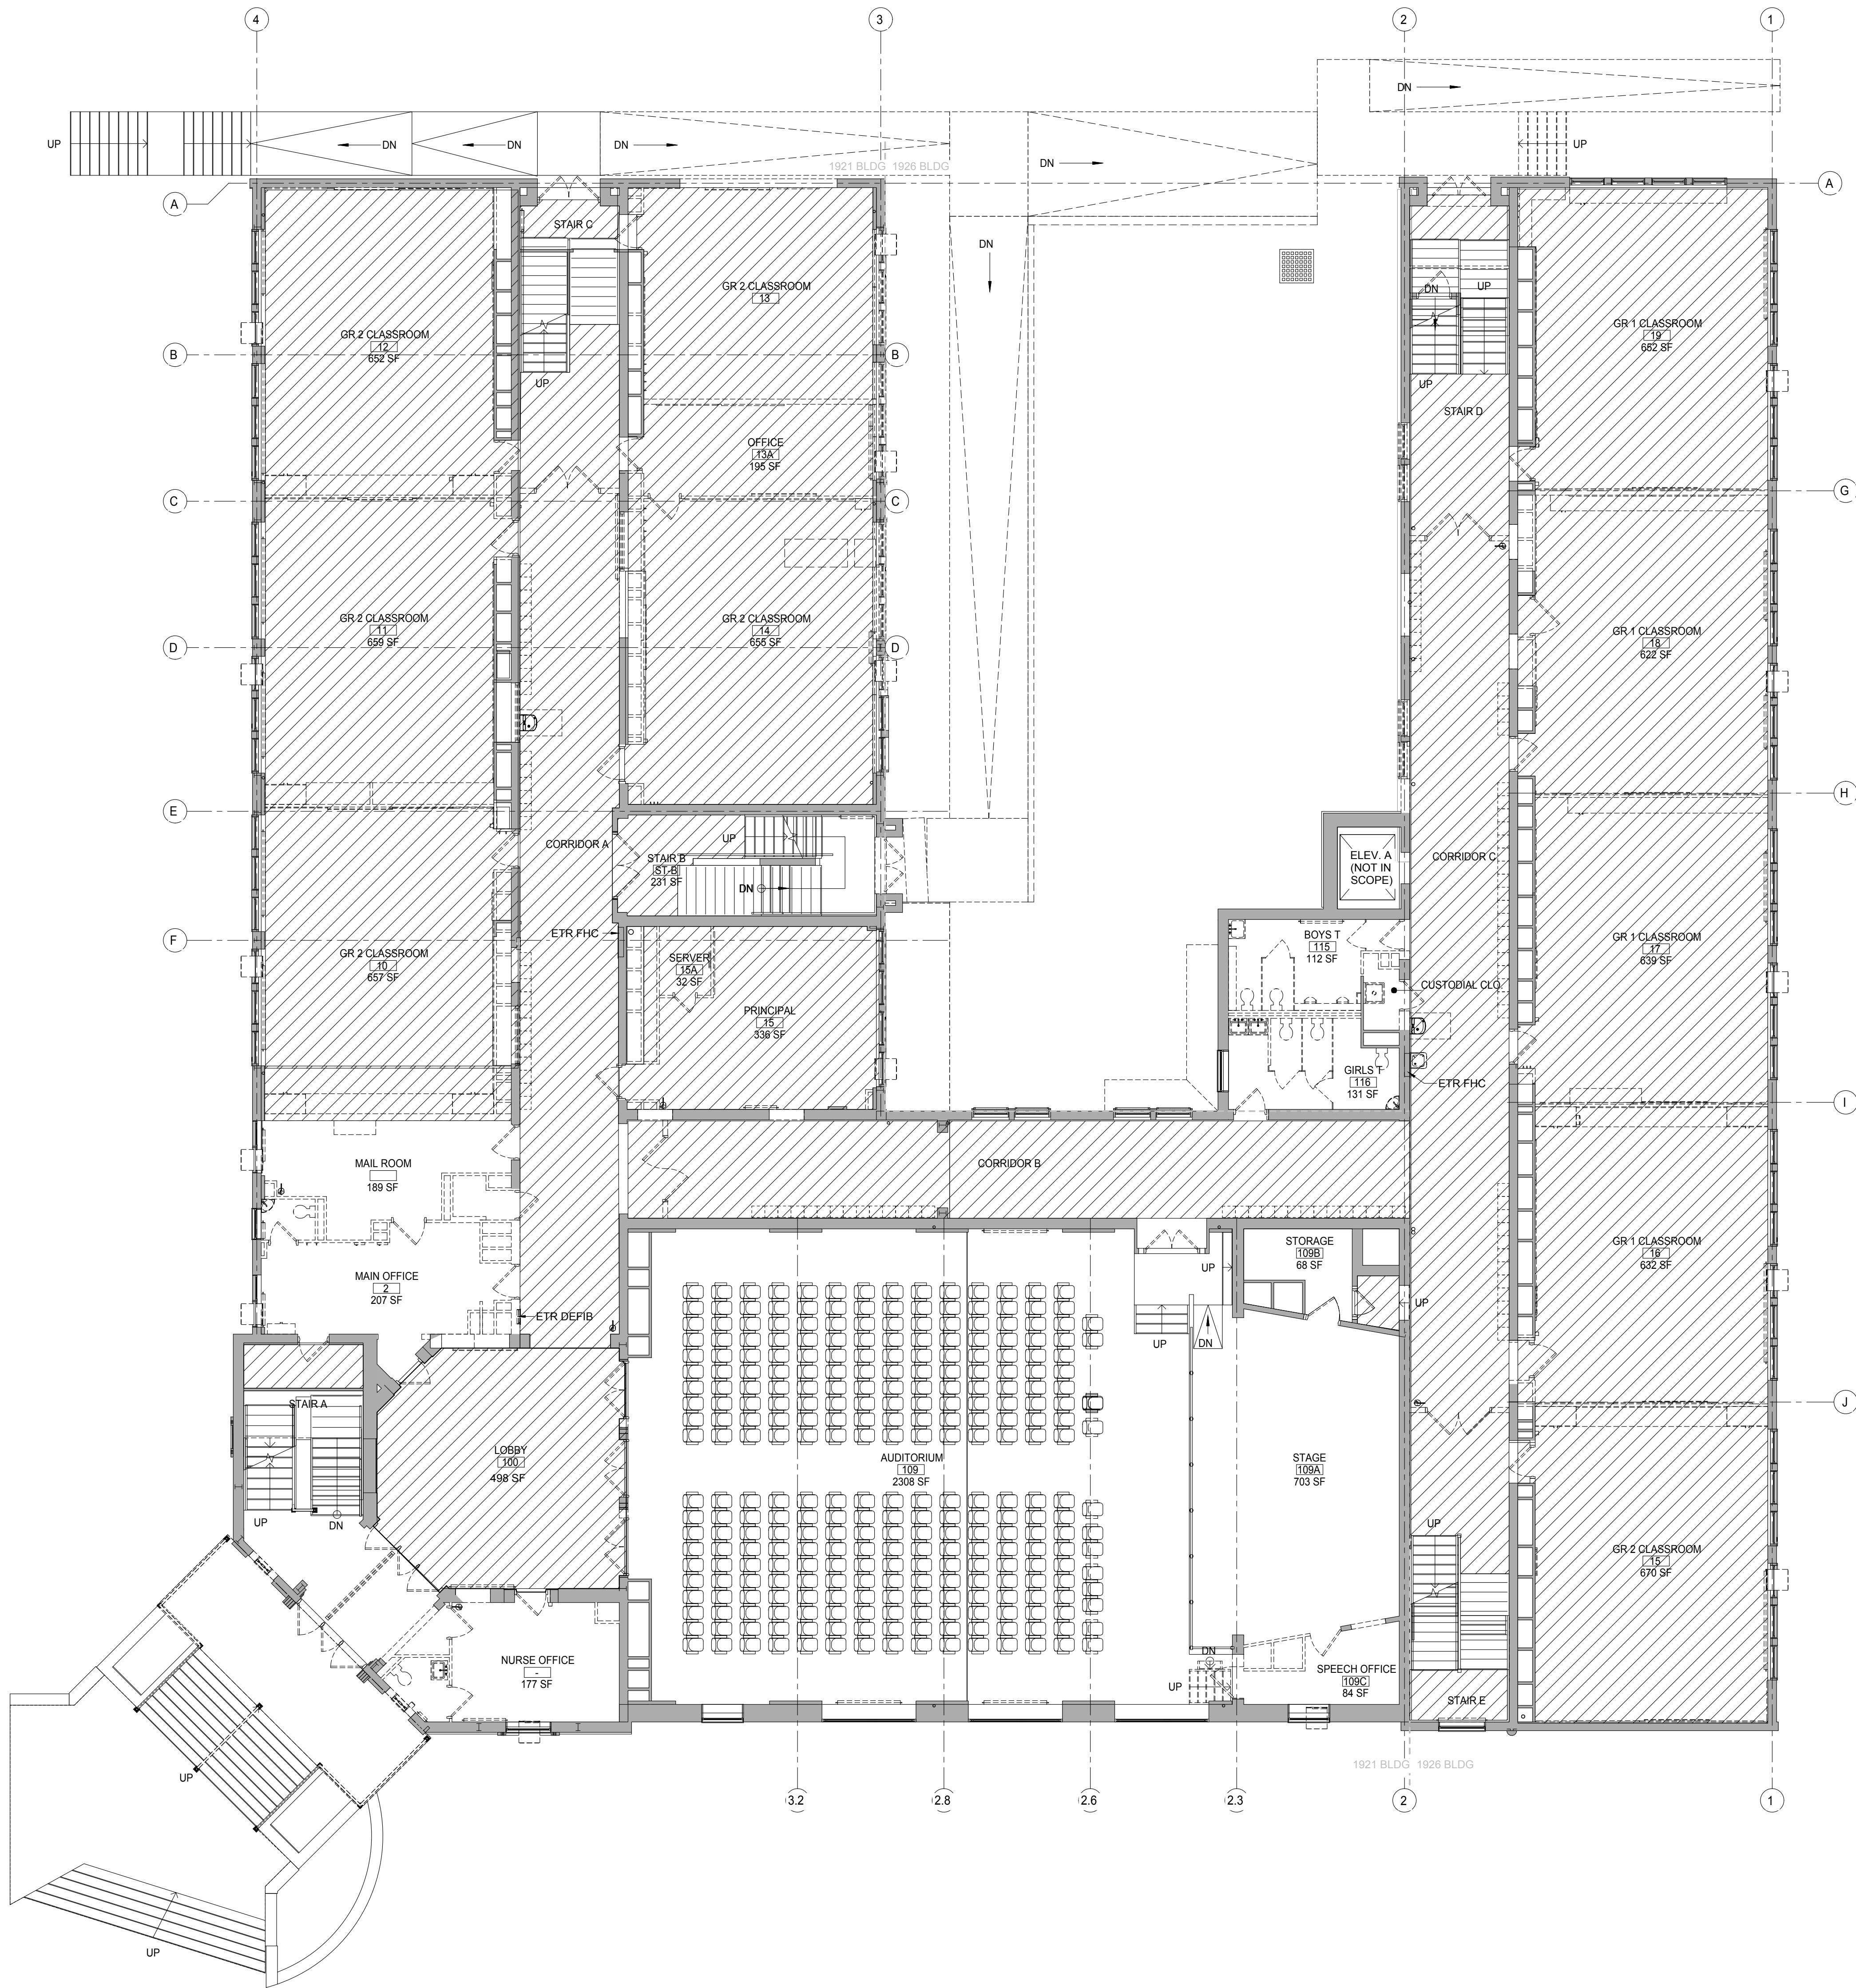 4
3
2
1
DN
UP
DN
DN
DN
UP
DN
1921 BLDG 1926 BLDG
A
A
STAIR C
DN
GR 2 CLASSROOM
13
DN
UP
GR 2 CLASSROOM
12
652 SF
GR 1 CLASSROOM
19
652 SF
B
B
UP
UP
STAIR D
OFFICE
13A
195 SF
C
C
G
GR 2 CLASSROOM
11
659 SF
GR 2 CLASSROOM
14
655 SF
GR 1 CLASSROOM
18
622 SF
D
D
H
E
CORRIDOR A
UP
STAIR B
ST-B
231 SF
DN
ELEV. A
(NOT IN
SCOPE)
CORRIDOR C
F
ETR FHC
GR 2 CLASSROOM
10
657 SF
SERVER
15A
32 SF
BOYS T
115
112 SF
GR 1 CLASSROOM
17
639 SF
CUSTODIAL CLO.
PRINCIPAL
15
336 SF
GIRLS T
116
131 SF
ETR FHC
I
MAIL ROOM
189 SF
CORRIDOR B
STORAGE
109B
68 SF
GR 1 CLASSROOM
16
632 SF
MAIN OFFICE
2
207 SF
UP
UP
ETR DEFIB
UP
DN
STAIR A
J
LOBBY
100
498 SF
AUDITORIUM
109
2308 SF
STAGE
109A
703 SF
UP
DN
UP
GR 2 CLASSROOM
15
670 SF
NURSE OFFICE
-
177 SF
DN
UP
SPEECH OFFICE
109C
84 SF
STAIR E
1921 BLDG 1926 BLDG
UP
3.2
2.8
2.6
2.3
2
1
UP